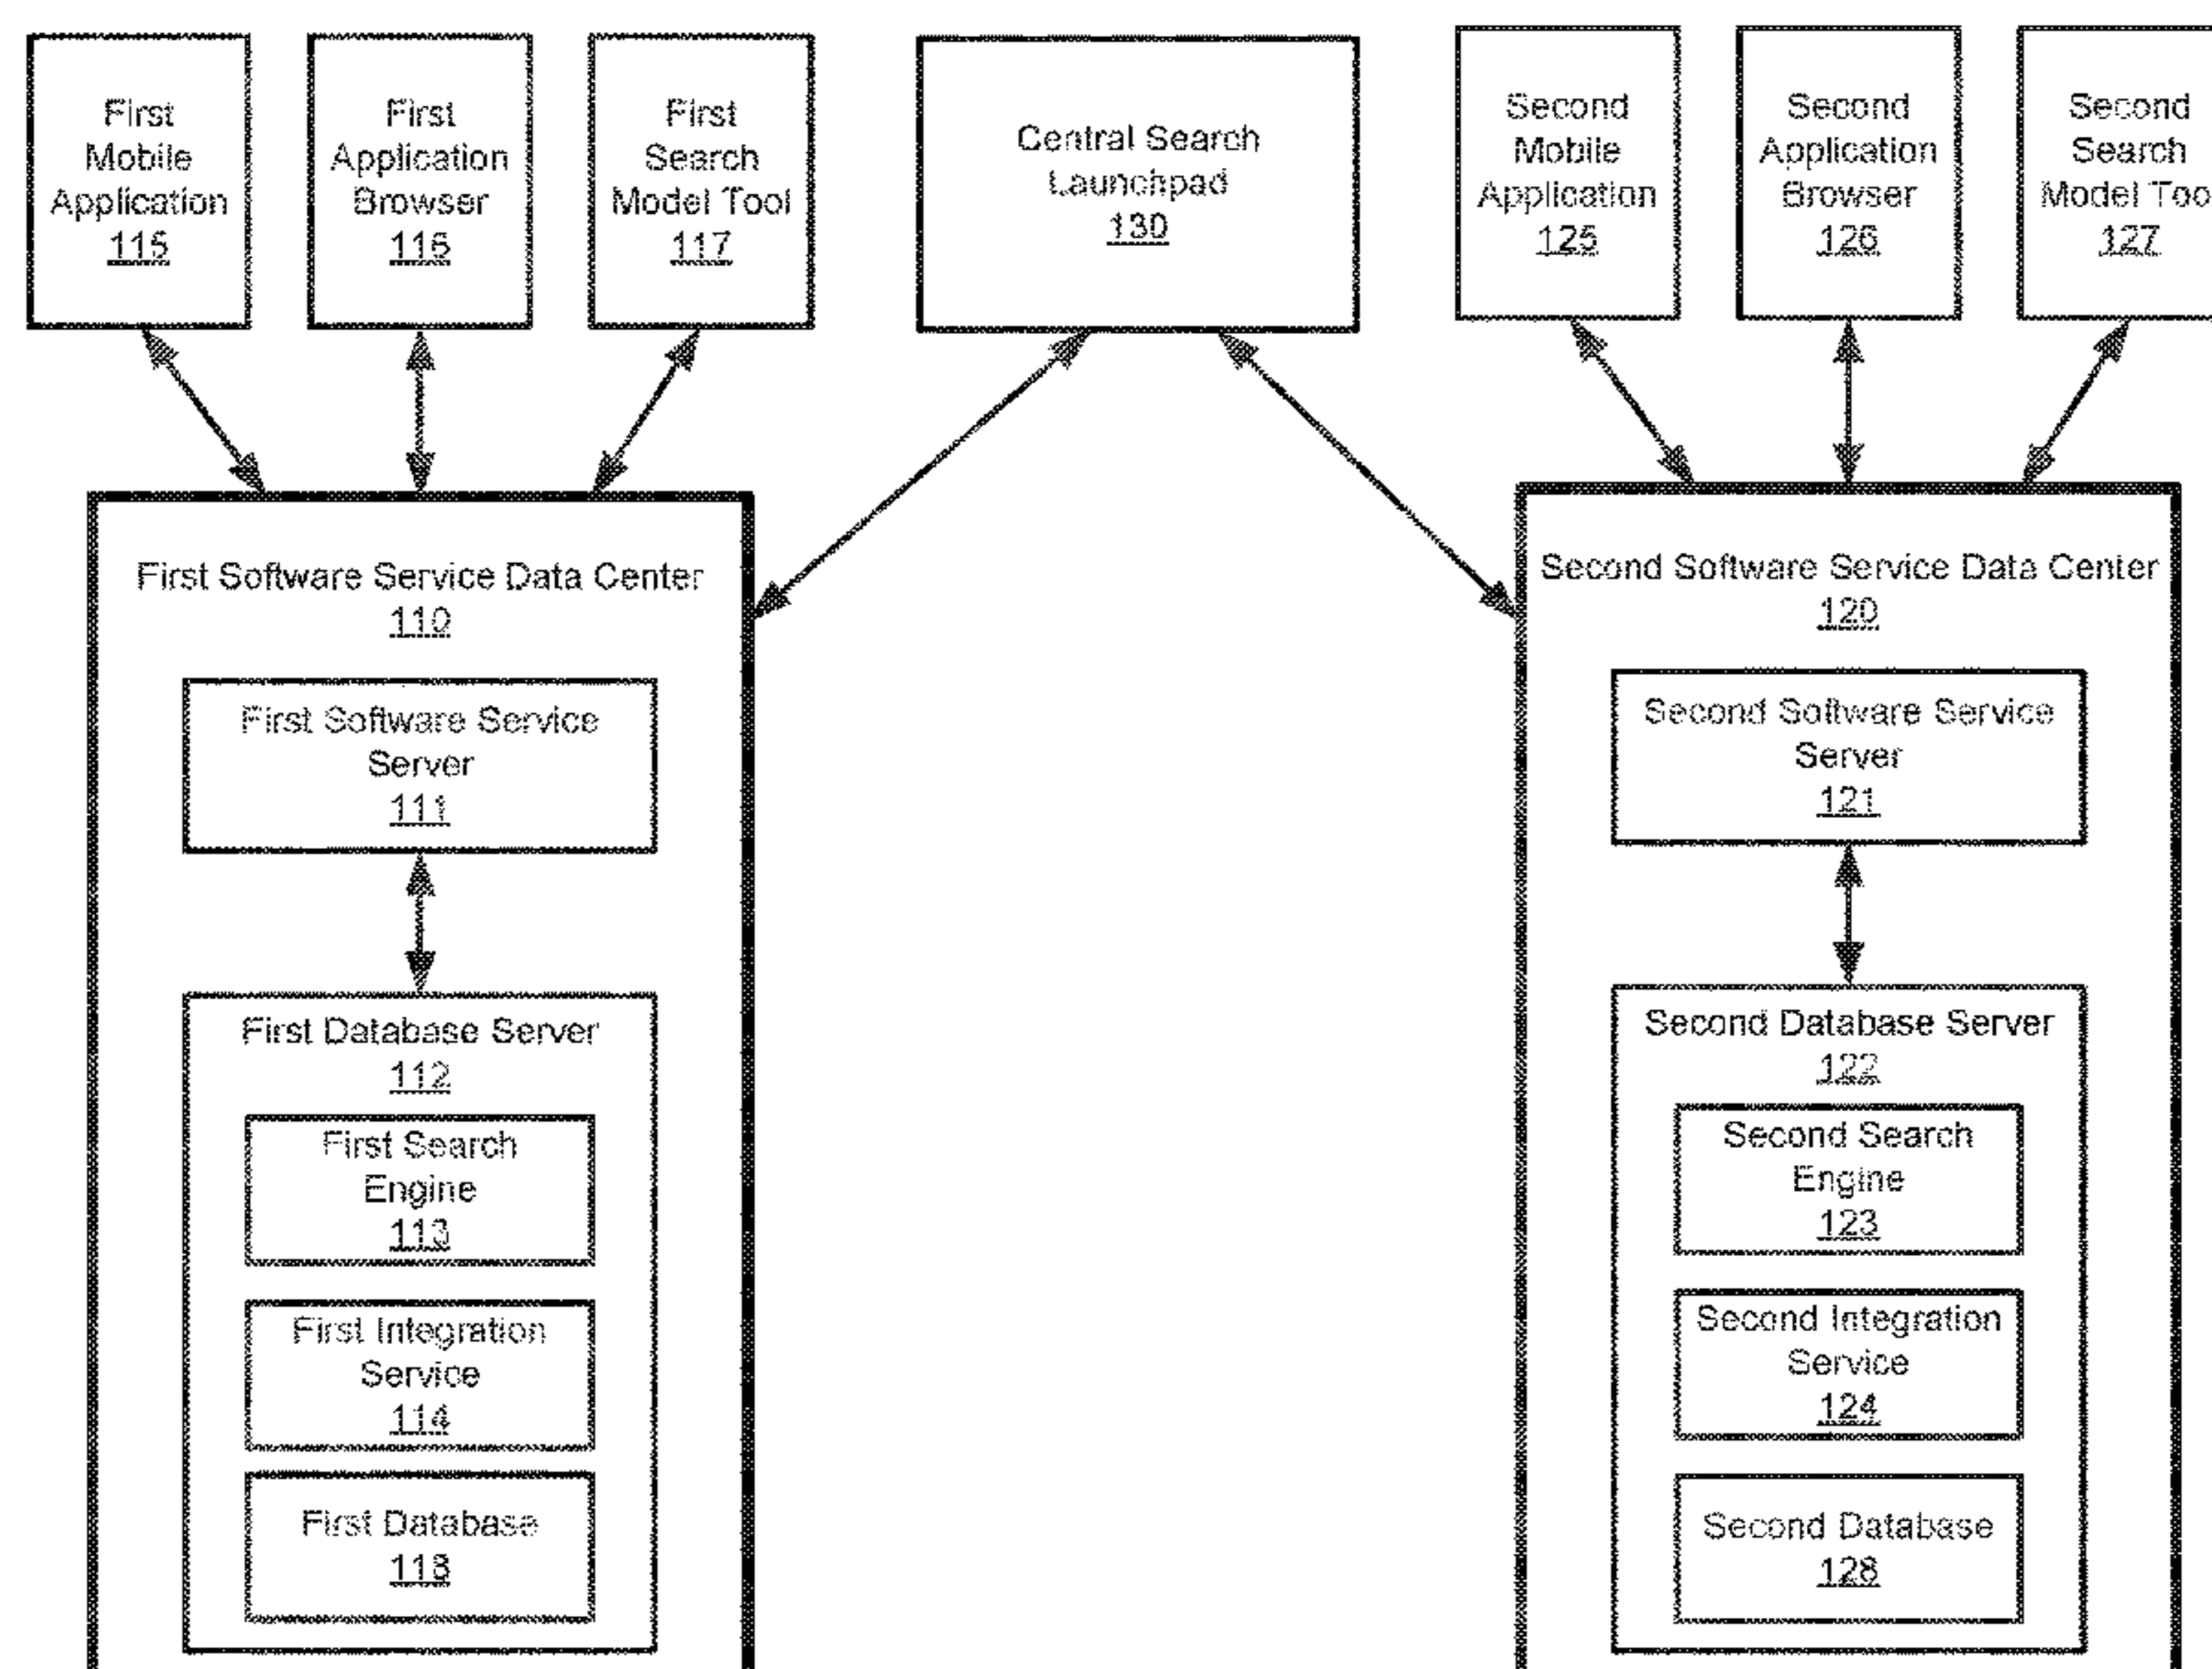 First
Mobile
Application
115
First
Application
Browser
116
First
Search
Model Tool
117
Central Search
Launchpad
130
Second
Mobile
Application
125
Second
Application
Browser
126
Second
Search
Model Tool
127
First Software Service Data Center
110
First Software Service
Server
111
First Database Server
112
First Search
Engine
113
First Integration
Service
114
First Database
118
Second Software Service Data Center
120
Second Software Service
Server
121
Second Database Server
122
Second Search
Engine
123
Second Integration
Service
124
Second Database
128